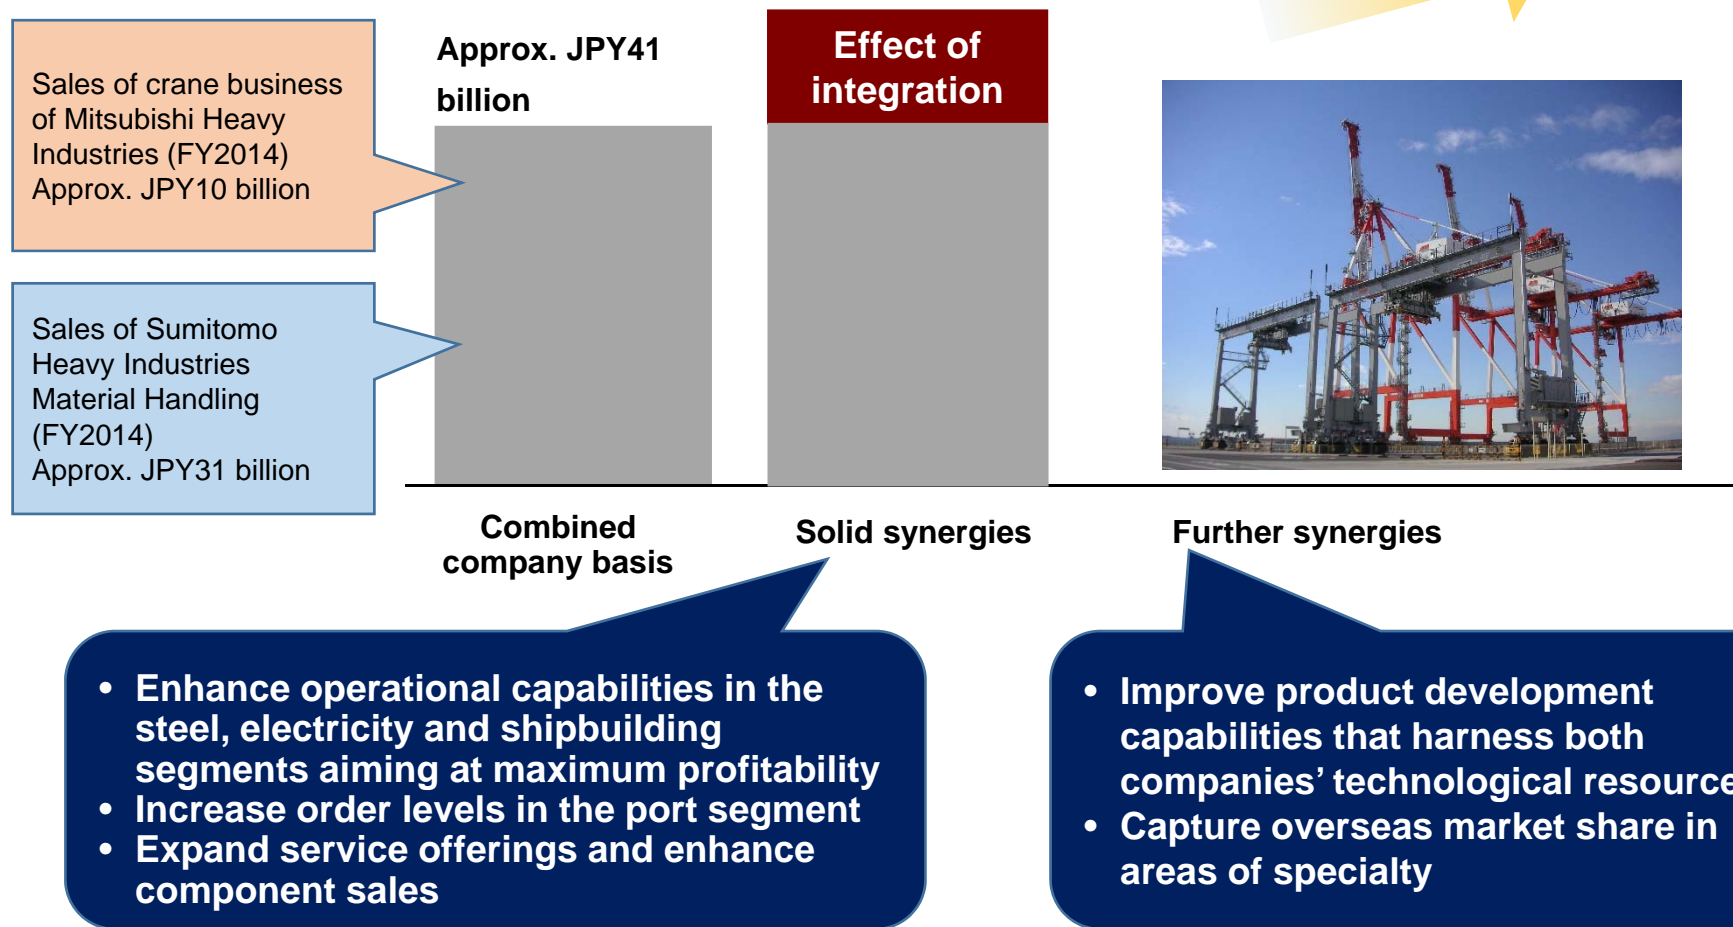 Sales of crane business
of Mitsubishi Heavy
Industries (FY2014)
Approx. JPY10 billion
Sales of Sumitomo
Heavy Industries
Material Handling
(FY2014)
Approx. JPY31 billion
Approx. JPY41
billion
Effect of
integration
Combined
company basis
Solid synergies
Further synergies
• Enhance operational capabilities in the
steel, electricity and shipbuilding
segments aiming at maximum profitability
• Increase order levels in the port segment
• Expand service offerings and enhance
component sales
• Improve product development
capabilities that harness both
companies’ technological resource
• Capture overseas market share in
areas of specialty